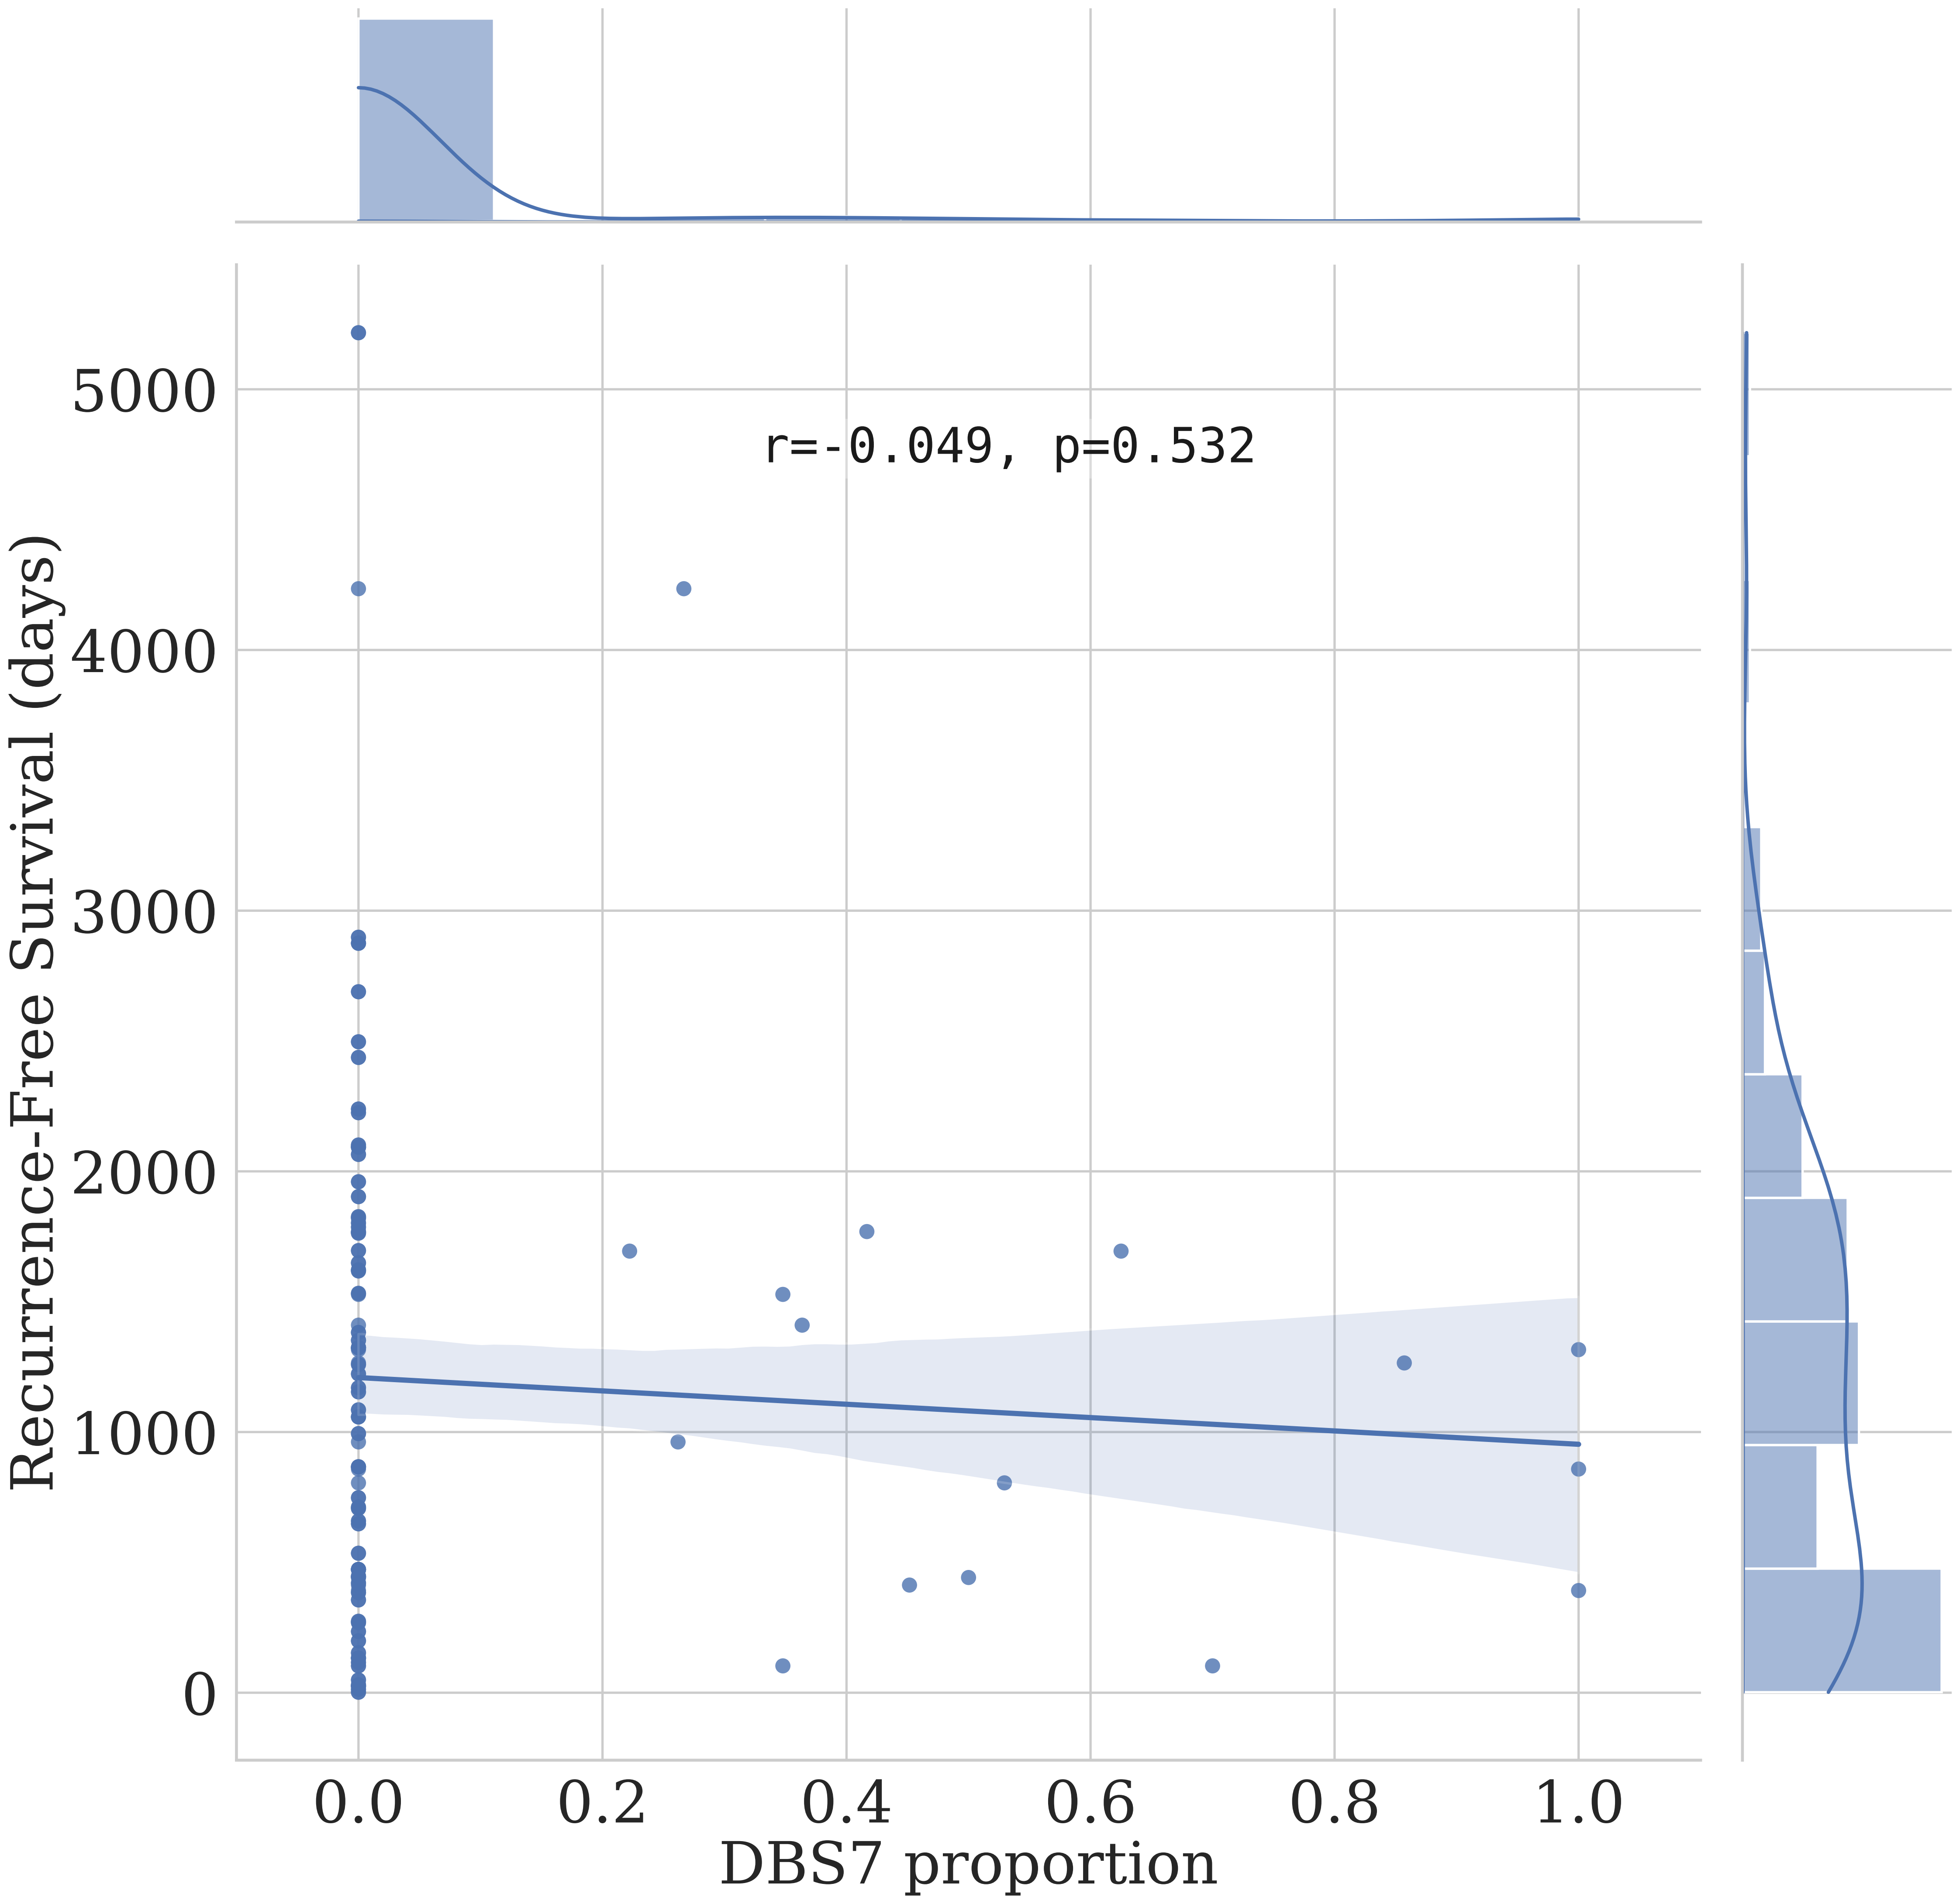 r=-0.049, p=0.532
Recurrence-Free Survival (days)
5000
4000
3000
2000
1000
0
0.0 0.2 0.4 0.6 0.8 1.0
DBS7 proportion